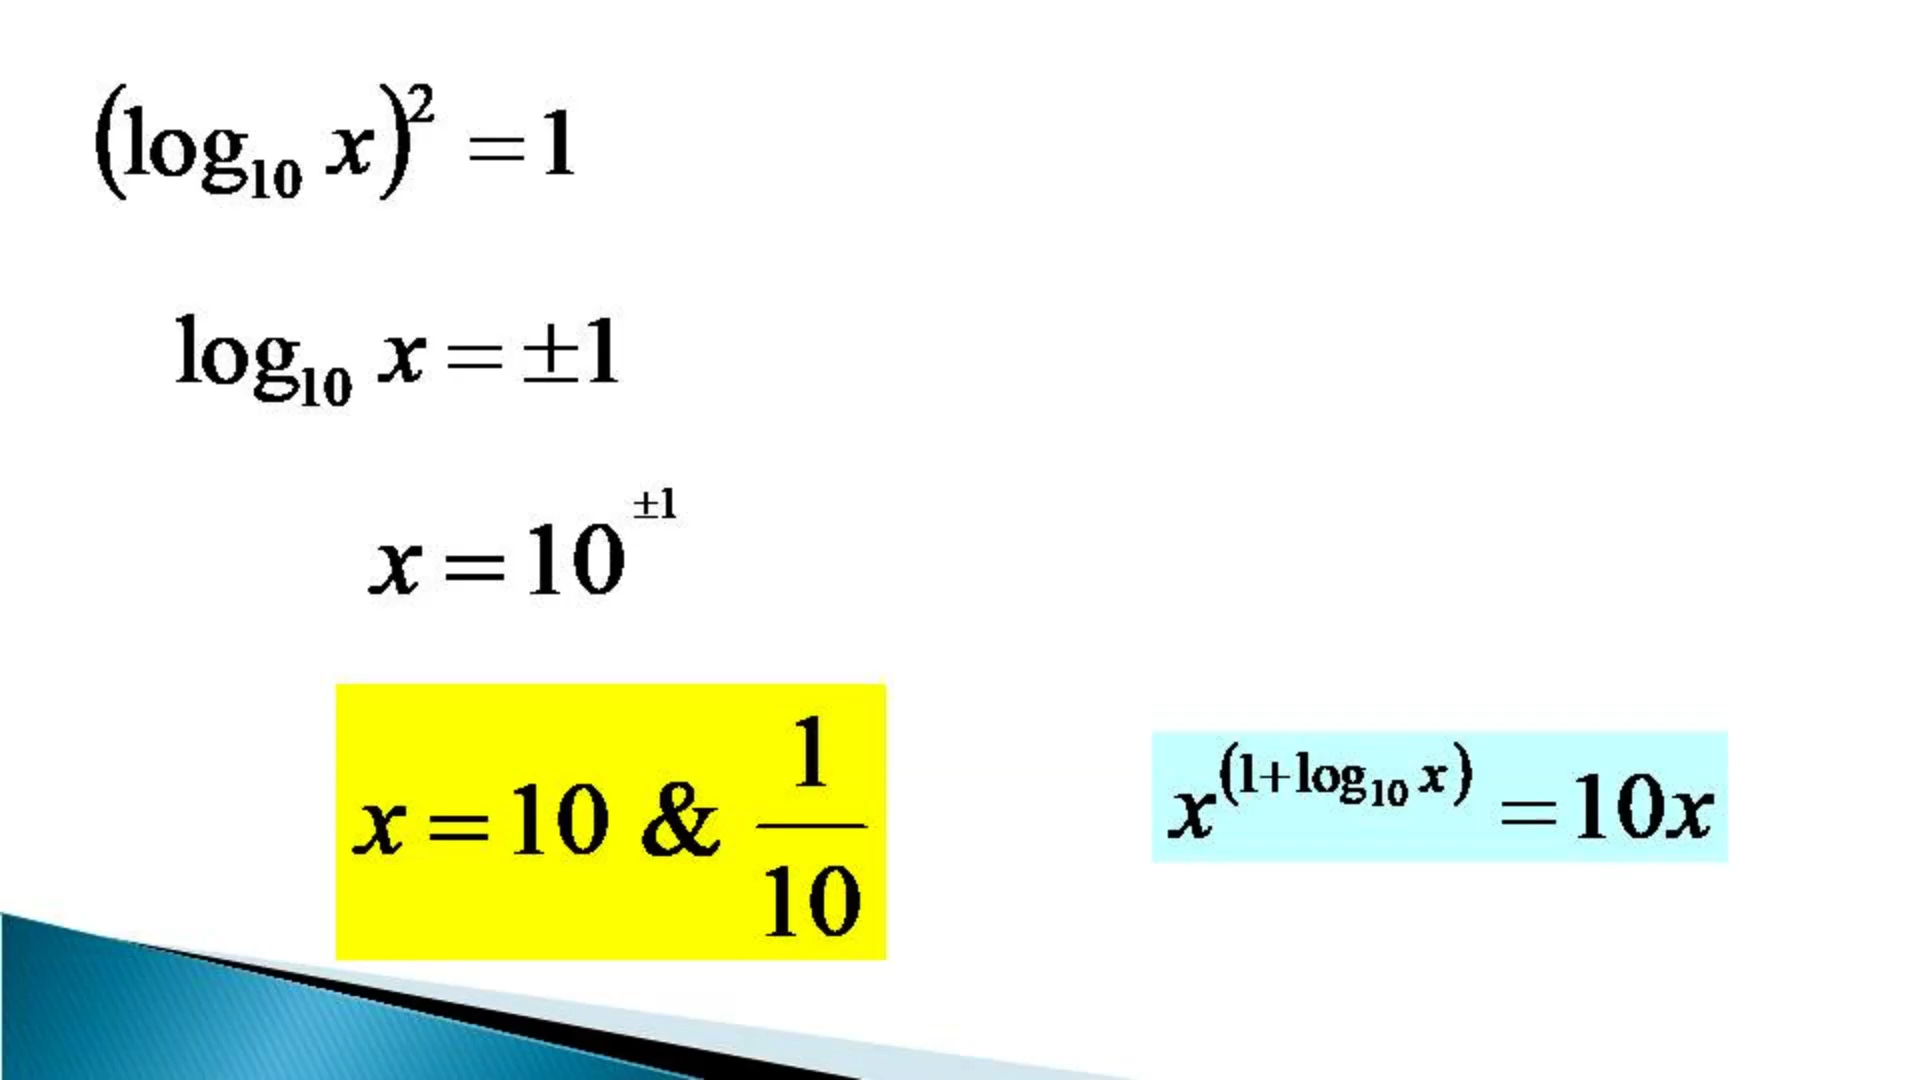 (log₁₀ x)² = 1
log₁₀ x = ±1
x = 10^±1
x = 10 & 1/10
x^(1+log₁₀ x) = 10x